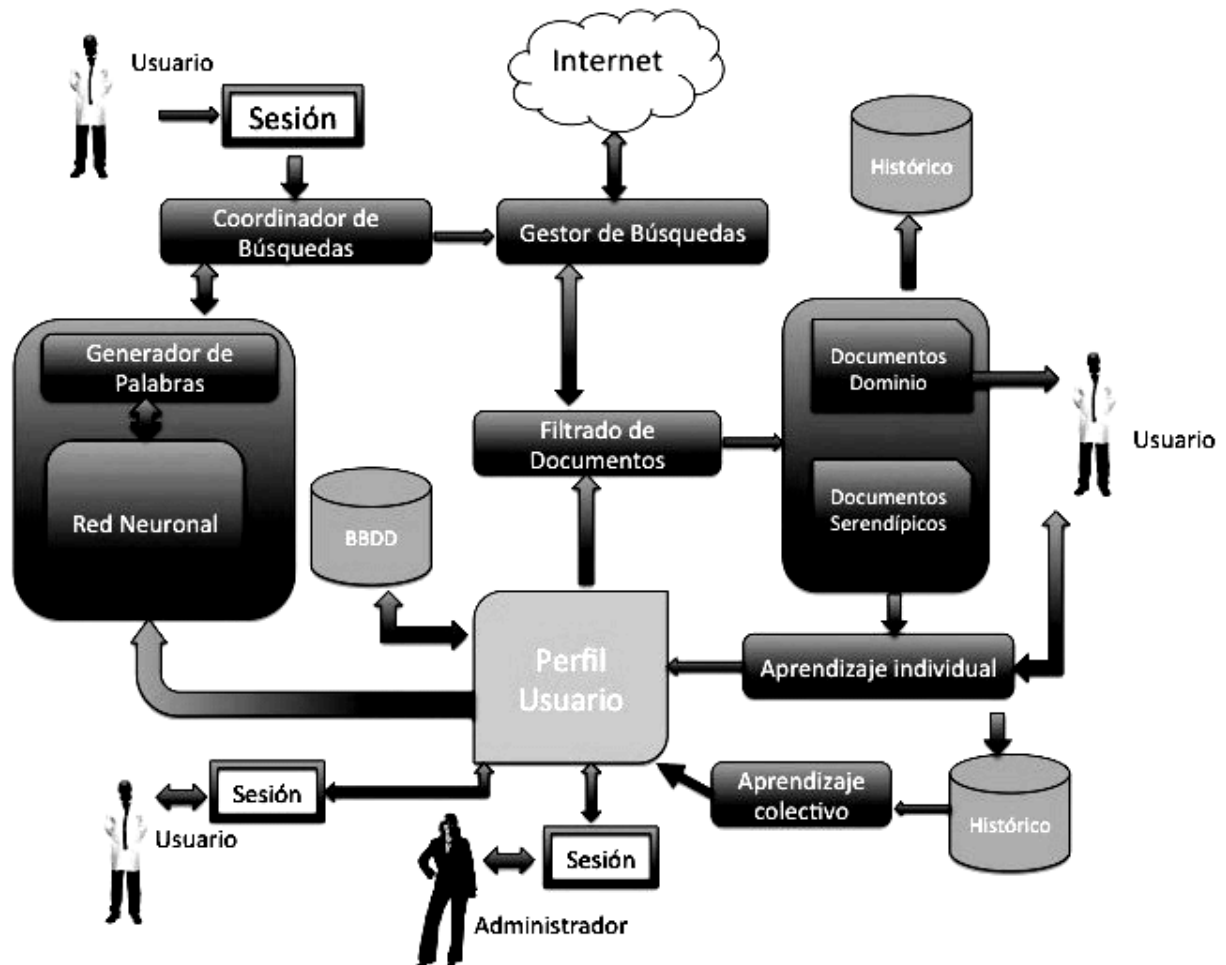 Usuario
Sesión
Internet
Histórico
Coordinador de
Búsquedas
Gestor de Búsquedas
Generador de
Palabras
Red Neuronal
Filtrado de
Documentos
Documentos
Dominio
Documentos
Serendípicos
Usuario
BBDD
Perfil
Usuario
Aprendizaje individual
Sesión
Usuario
Aprendizaje
colectivo
Histórico
Sesión
Administrador